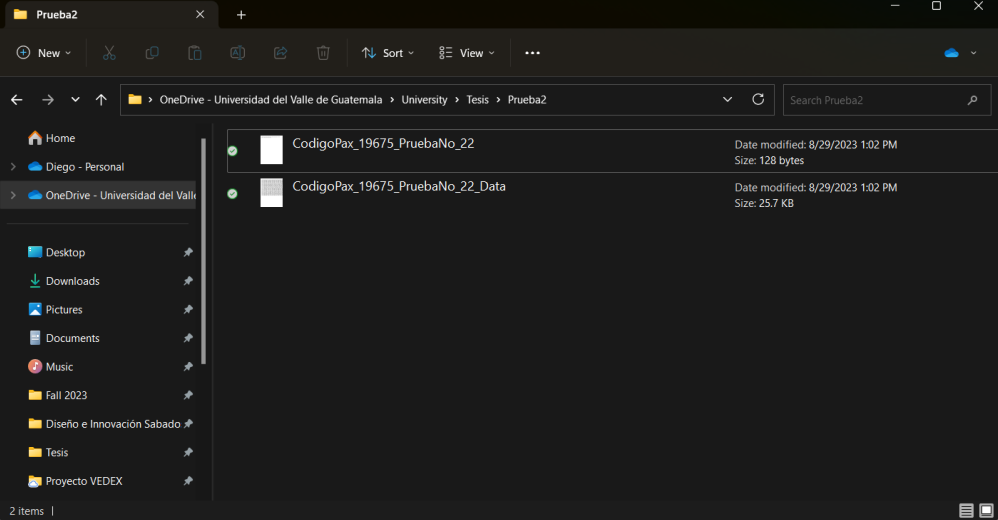 Prueba2
New
Sort
View
OneDrive - Universidad del Valle de Guatemala
University
Tesis
Prueba2
Search Prueba2
Home
Diego - Personal
OneDrive - Universidad del Valle
Desktop
Downloads
Pictures
Documents
Music
Fall 2023
Diseño e Innovación Sabado
Tesis
Proyecto VEDEX
CodigoPax_19675_PruebaNo_22
Date modified: 8/29/2023 1:02 PM
Size: 128 bytes
CodigoPax_19675_PruebaNo_22_Data
Date modified: 8/29/2023 1:02 PM
Size: 25.7 KB
2 items